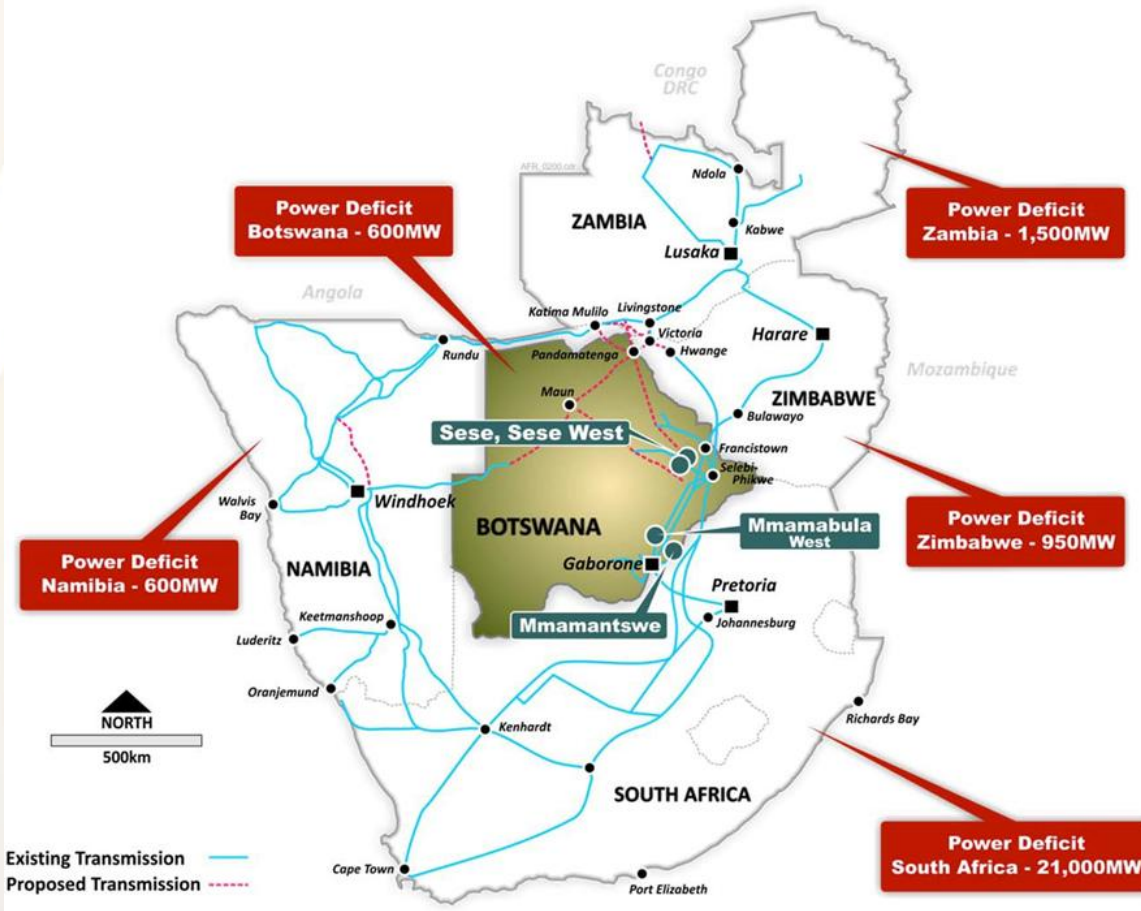 Congo
DRC
AFR_0200.cdr
Ndola
Power Deficit
Botswana - 600MW
Power Deficit
Zambia - 1,500MW
ZAMBIA
Kabwe
Lusaka
Angola
Katima Mulilo
Livingstone
Rundu
Victoria
Pandamatenga
Hwange
Harare
Mozambique
Maun
ZIMBABWE
Bulawayo
Sese, Sese West
Francistown
Selebi-
Phikwe
Walvis
Bay
Windhoek
BOTSWANA
Mmamabula
West
Power Deficit
Zimbabwe - 950MW
Power Deficit
Namibia - 600MW
NAMIBIA
Gaborone
Pretoria
Keetmanshoop
Mmamantswe
Johannesburg
Luderitz
Oranjemund
NORTH
500km
Kenhardt
Richards Bay
SOUTH AFRICA
Power Deficit
South Africa - 21,000MW
Existing Transmission
Proposed Transmission
Cape Town
Port Elizabeth